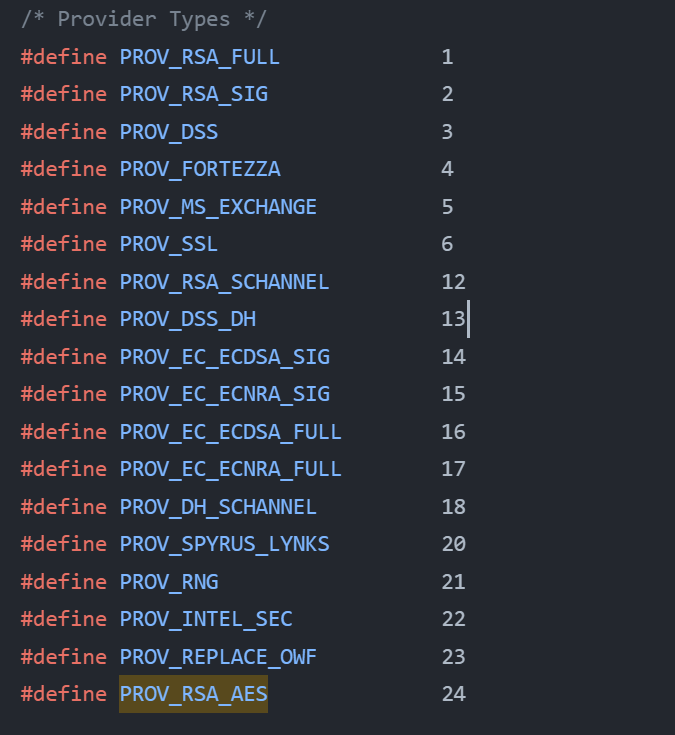 /* Provider Types */
#define PROV_RSA_FULL 1
#define PROV_RSA_SIG 2
#define PROV_DSS 3
#define PROV_FORTEZZA 4
#define PROV_MS_EXCHANGE 5
#define PROV_SSL 6
#define PROV_RSA_SCHANNEL 12
#define PROV_DSS_DH 13
#define PROV_EC_ECDSA_SIG 14
#define PROV_EC_ECNRA_SIG 15
#define PROV_EC_ECDSA_FULL 16
#define PROV_EC_ECNRA_FULL 17
#define PROV_DH_SCHANNEL 18
#define PROV_SPYRUS_LYNKS 20
#define PROV_RNG 21
#define PROV_INTEL_SEC 22
#define PROV_REPLACE_OWF 23
#define PROV_RSA_AES 24